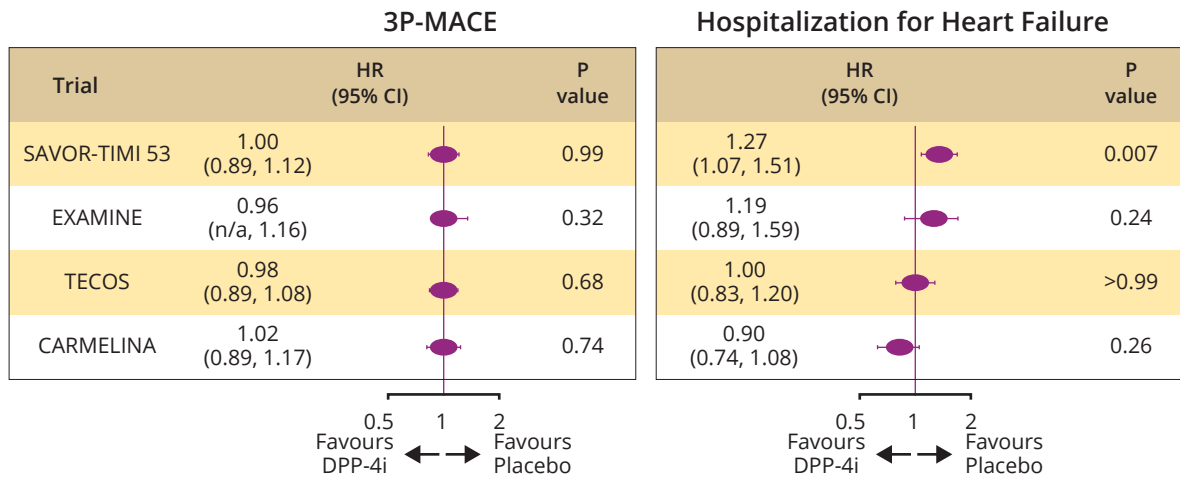 3P-MACE
Hospitalization for Heart Failure
Trial
HR
(95% CI)
P
value
HR
(95% CI)
P
value
SAVOR-TIMI 53
1.00
(0.89, 1.12)
0.99
1.27
(1.07, 1.51)
0.007
EXAMINE
0.96
(n/a, 1.16)
0.32
1.19
(0.89, 1.59)
0.24
TECOS
0.98
(0.89, 1.08)
0.68
1.00
(0.83, 1.20)
>0.99
CARMELINA
1.02
(0.89, 1.17)
0.74
0.90
(0.74, 1.08)
0.26
0.5 1 2
Favours
DPP-4i
Favours
Placebo
0.5 1 2
Favours
DPP-4i
Favours
Placebo